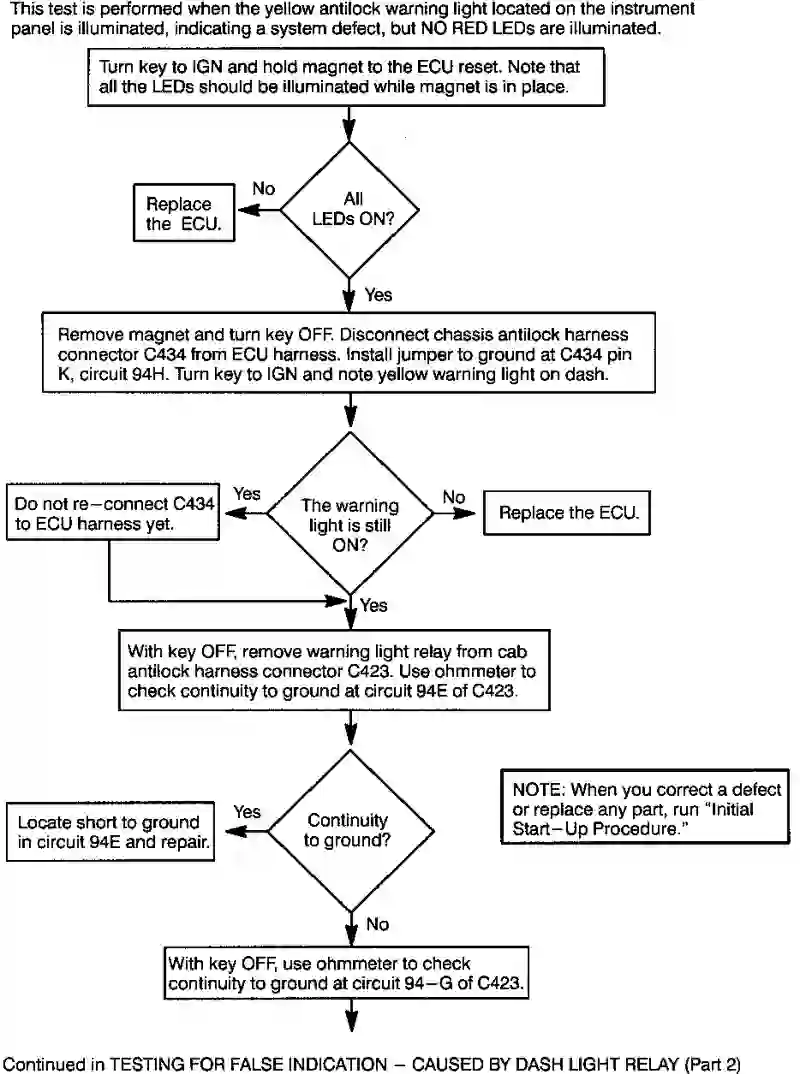 This test is performed when the yellow antilock warning light located on the instrument
panel is illuminated, indicating a system defect, but NO RED LEDs are illuminated.
Turn key to IGN and hold magnet to the ECU reset. Note that
all the LEDs should be illuminated while magnet is in place.
All
LEDs ON?
No
Replace
the ECU.
Yes
Remove magnet and turn key OFF. Disconnect chassis antilock harness
connector C434 from ECU harness. Install jumper to ground at C434 pin
K, circuit 94H. Turn key to IGN and note yellow warning light on dash.
The warning
light is still
ON?
Yes
Do not re-connect C434
to ECU harness yet.
No
Replace the ECU.
Yes
With key OFF, remove warning light relay from cab
antilock harness connector C423. Use ohmmeter to
check continuity to ground at circuit 94E of C423.
Continuity
to ground?
Yes
Locate short to ground
in circuit 94E and repair.
NOTE: When you correct a defect
or replace any part, run "Initial
Start-Up Procedure."
No
With key OFF, use ohmmeter to check
continuity to ground at circuit 94-G of C423.
Continued in TESTING FOR FALSE INDICATION - CAUSED BY DASH LIGHT RELAY (Part 2)